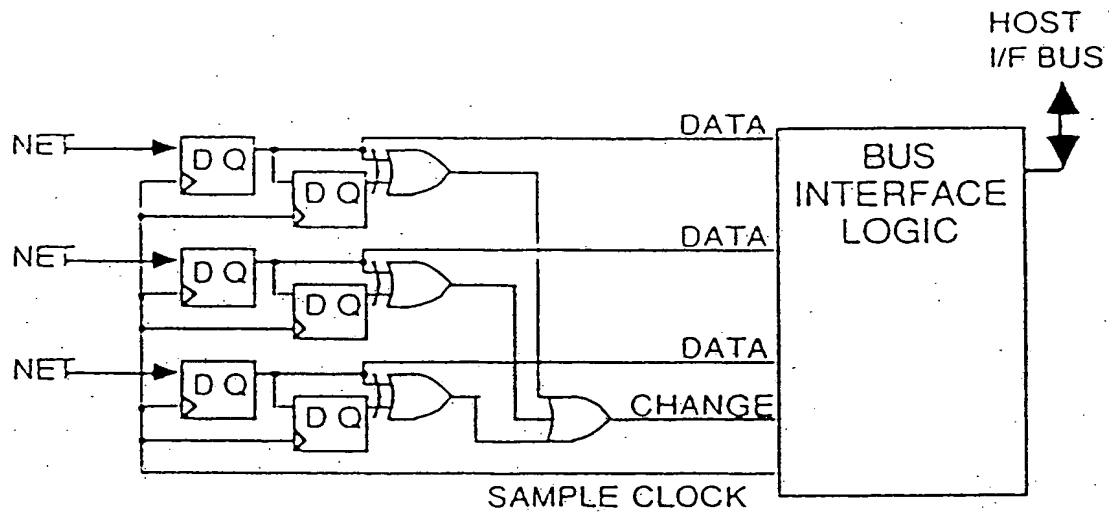 HOST
I/F BUS
NET
D Q
DATA
D Q
BUS
INTERFACE
LOGIC
NET
D Q
DATA
D Q
NET
D Q
DATA
D Q
CHANGE
SAMPLE CLOCK